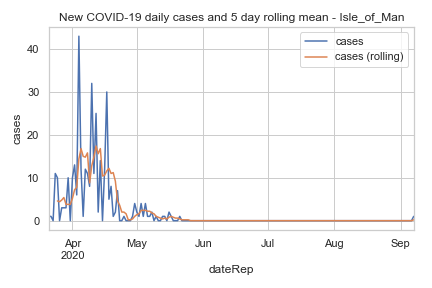 New COVID-19 daily cases and 5 day rolling mean - Isle_of_Man
cases
cases (rolling)
cases
40
30
20
10
0
Apr
2020
May
Jun
Jul
Aug
Sep
dateRep